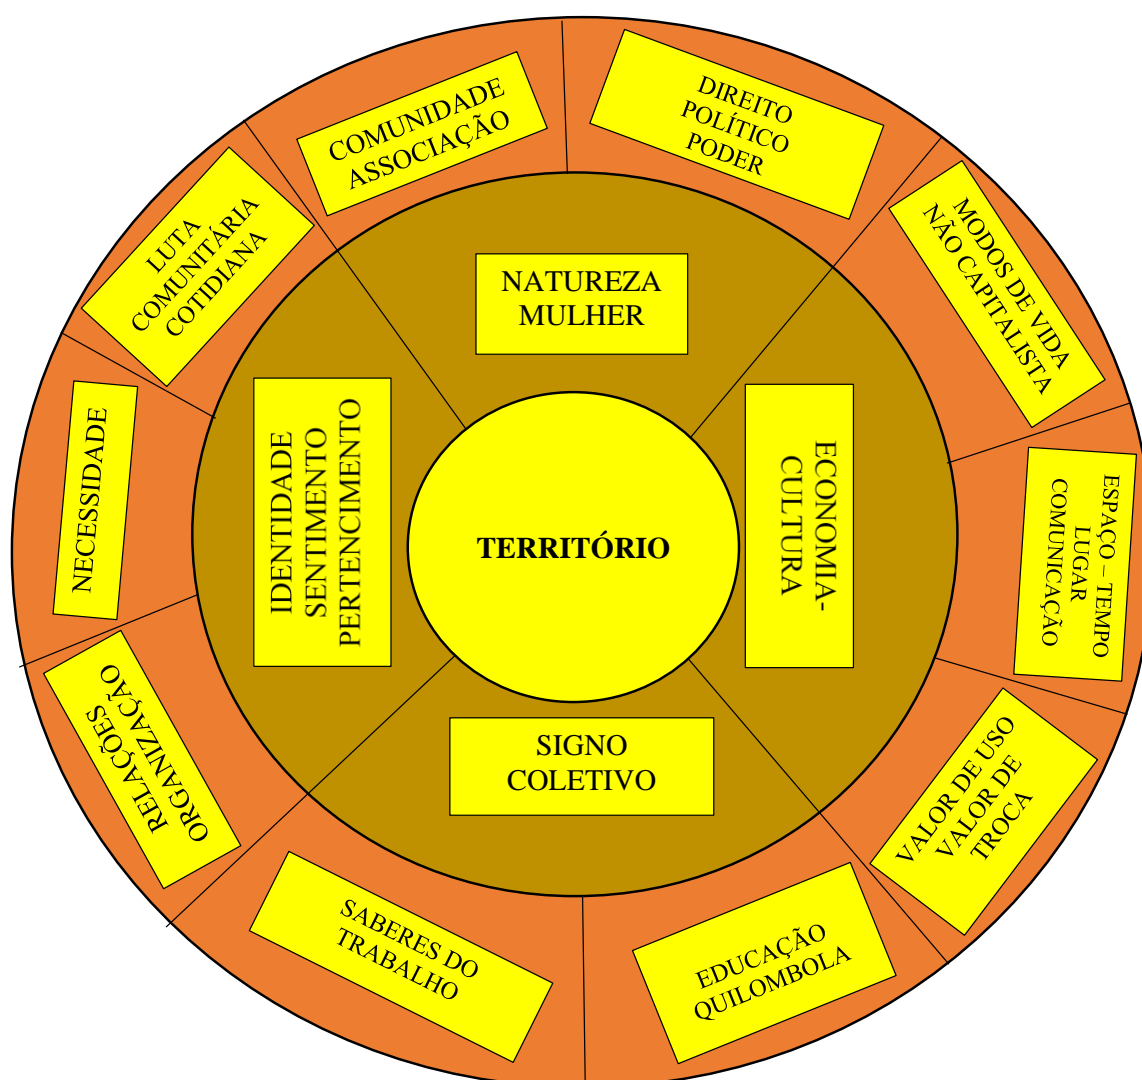 COMUNIDADE
ASSOCIAÇÃO
DIREITO
POLÍTICO
PODER
LUTA
COMUNITÁRIA
COTIDIANA
MODOS DE VIDA
NÃO CAPITALISTA
NATUREZA
MULHER
NECESSIDADE
IDENTIDADE
SENTIMENTO
PERTENCIMENTO
TERRITÓRIO
ECONOMIA-
CULTURA
ESPAÇO – TEMPO
LUGAR
COMUNICAÇÃO
RELAÇÕES
ORGANIZAÇÃO
SIGNO
COLETIVO
VALOR DE USO
VALOR DE
TROCA
SABERES DO
TRABALHO
EDUCAÇÃO
QUILOMBOLA